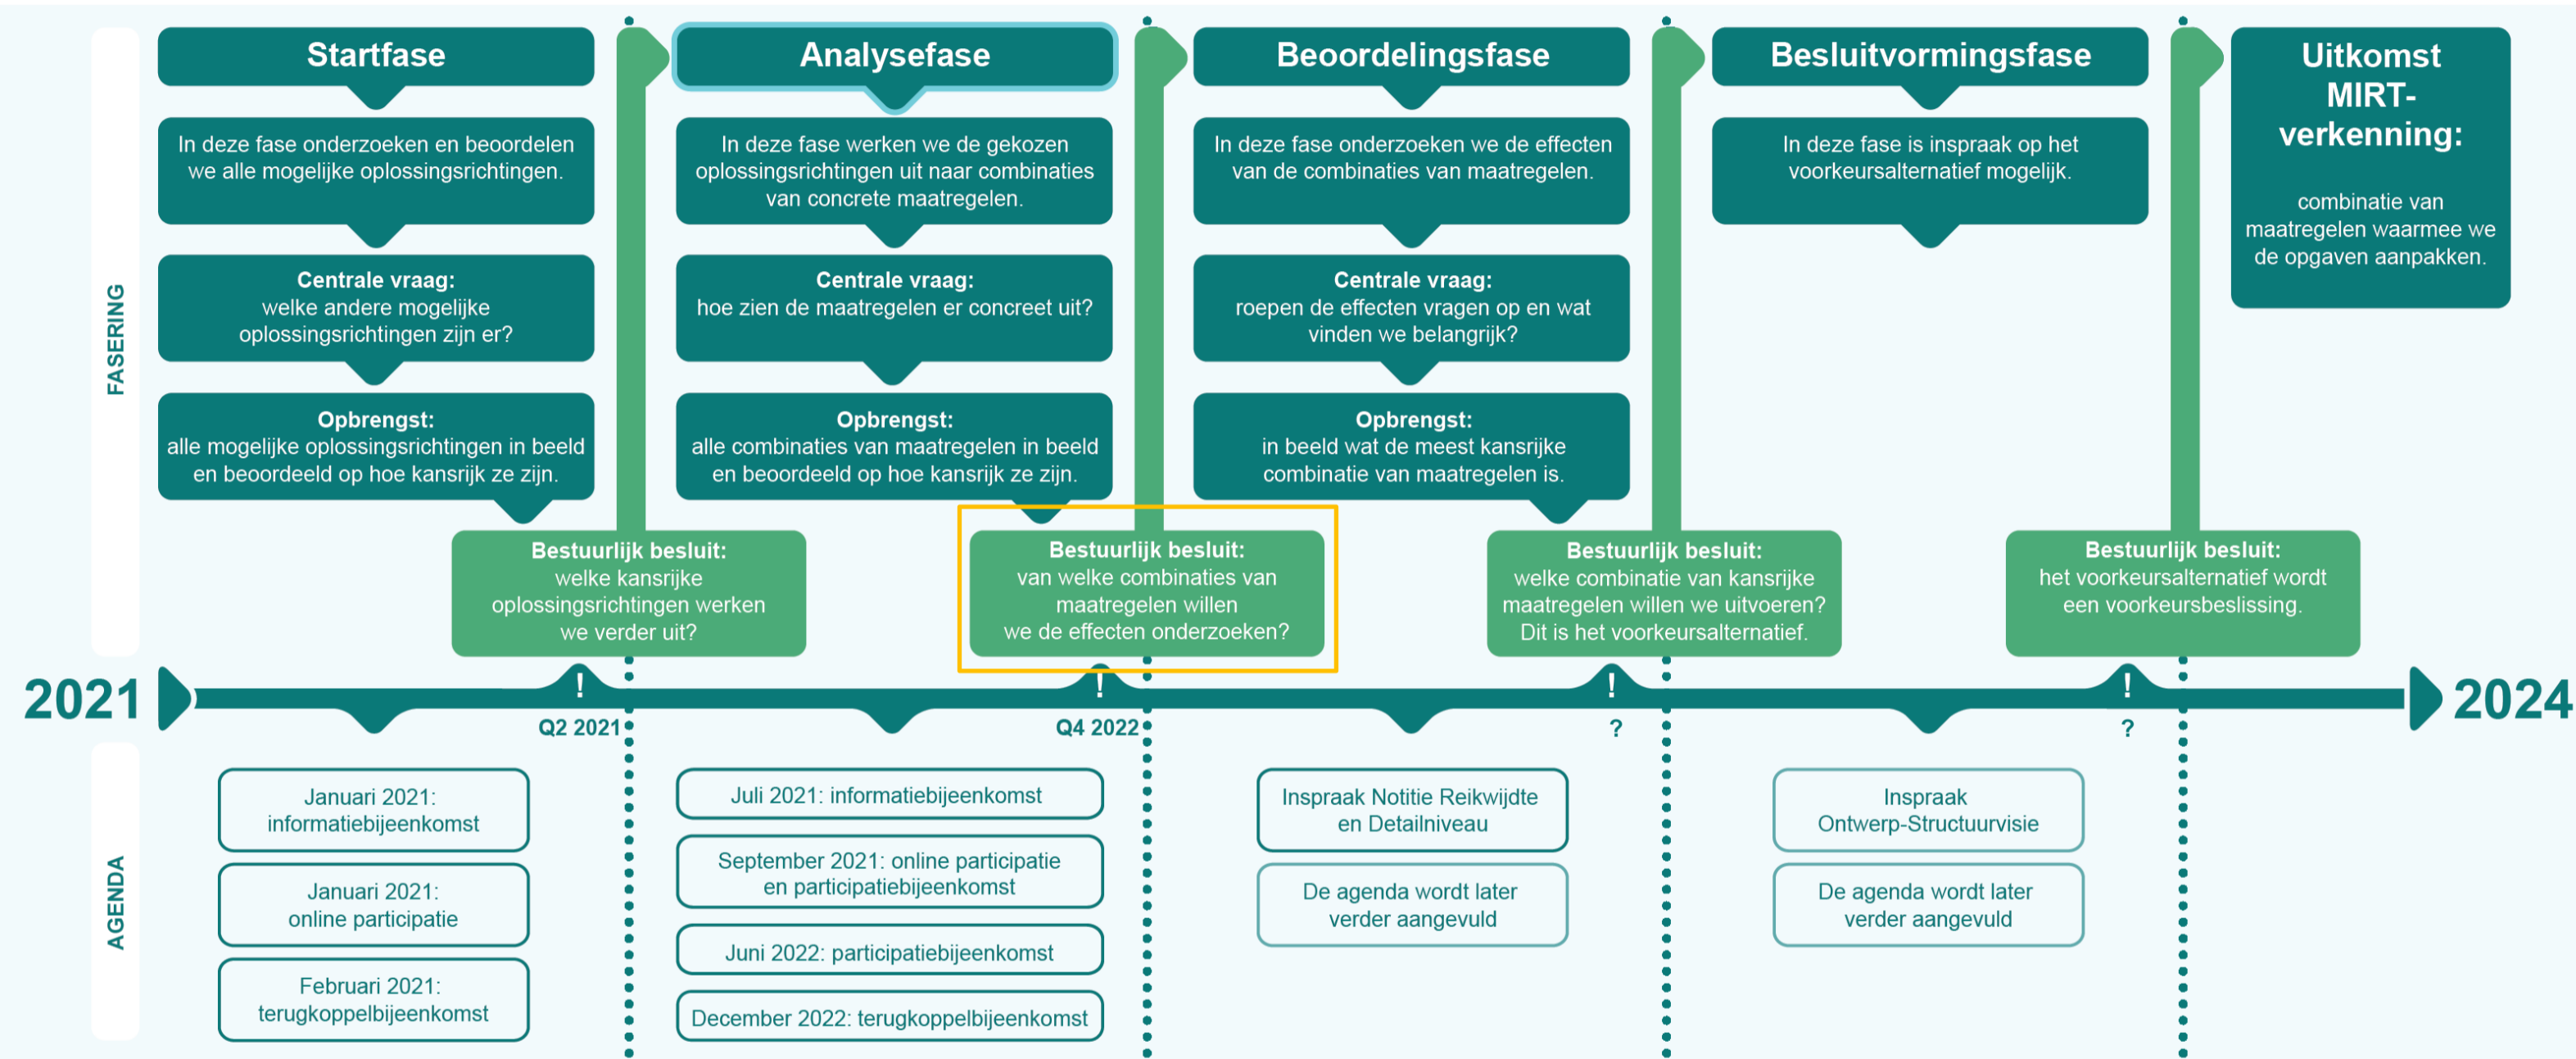 FASERING
Startfase
In deze fase onderzoeken en beoordelen
we alle mogelijke oplossingsrichtingen.
Centrale vraag:
welke andere mogelijke
oplossingsrichtingen zijn er?
Opbrengst:
alle mogelijke oplossingsrichtingen in beeld
en beoordeeld op hoe kansrijk ze zijn.
Bestuurlijk besluit:
welke kansrijke
oplossingsrichtingen werken
we verder uit?
Analysefase
In deze fase werken we de gekozen
oplossingsrichtingen uit naar combinaties
van concrete maatregelen.
Centrale vraag:
hoe zien de maatregelen er concreet uit?
Opbrengst:
alle combinaties van maatregelen in beeld
en beoordeeld op hoe kansrijk ze zijn.
Bestuurlijk besluit:
van welke combinaties van
maatregelen willen
we de effecten onderzoeken?
Beoordelingsfase
In deze fase onderzoeken we de effecten
van de combinaties van maatregelen.
Centrale vraag:
roepen de effecten vragen op en wat
vinden we belangrijk?
Opbrengst:
in beeld wat de meest kansrijke
combinatie van maatregelen is.
Bestuurlijk besluit:
welke combinatie van kansrijke
maatregelen willen we uitvoeren?
Dit is het voorkeursalternatief.
Besluitvormingsfase
In deze fase is inspraak op het
voorkeursalternatief mogelijk.
Bestuurlijk besluit:
het voorkeursalternatief wordt
een voorkeursbeslissing.
Uitkomst
MIRT-
verkenning:
combinatie van
maatregelen waarmee we
de opgaven aanpakken.
2021
!
Q2 2021
!
Q4 2022
!
?
!
?
2024
AGENDA
Januari 2021:
informatiebijeenkomst
Januari 2021:
online participatie
Februari 2021:
terugkoppelbijeenkomst
Juli 2021: informatiebijeenkomst
September 2021: online participatie
en participatiebijeenkomst
Juni 2022: participatiebijeenkomst
December 2022: terugkoppelbijeenkomst
Inspraak Notitie Reikwijdte
en Detailniveau
De agenda wordt later
verder aangevuld
Inspraak
Ontwerp-Structuurvisie
De agenda wordt later
verder aangevuld